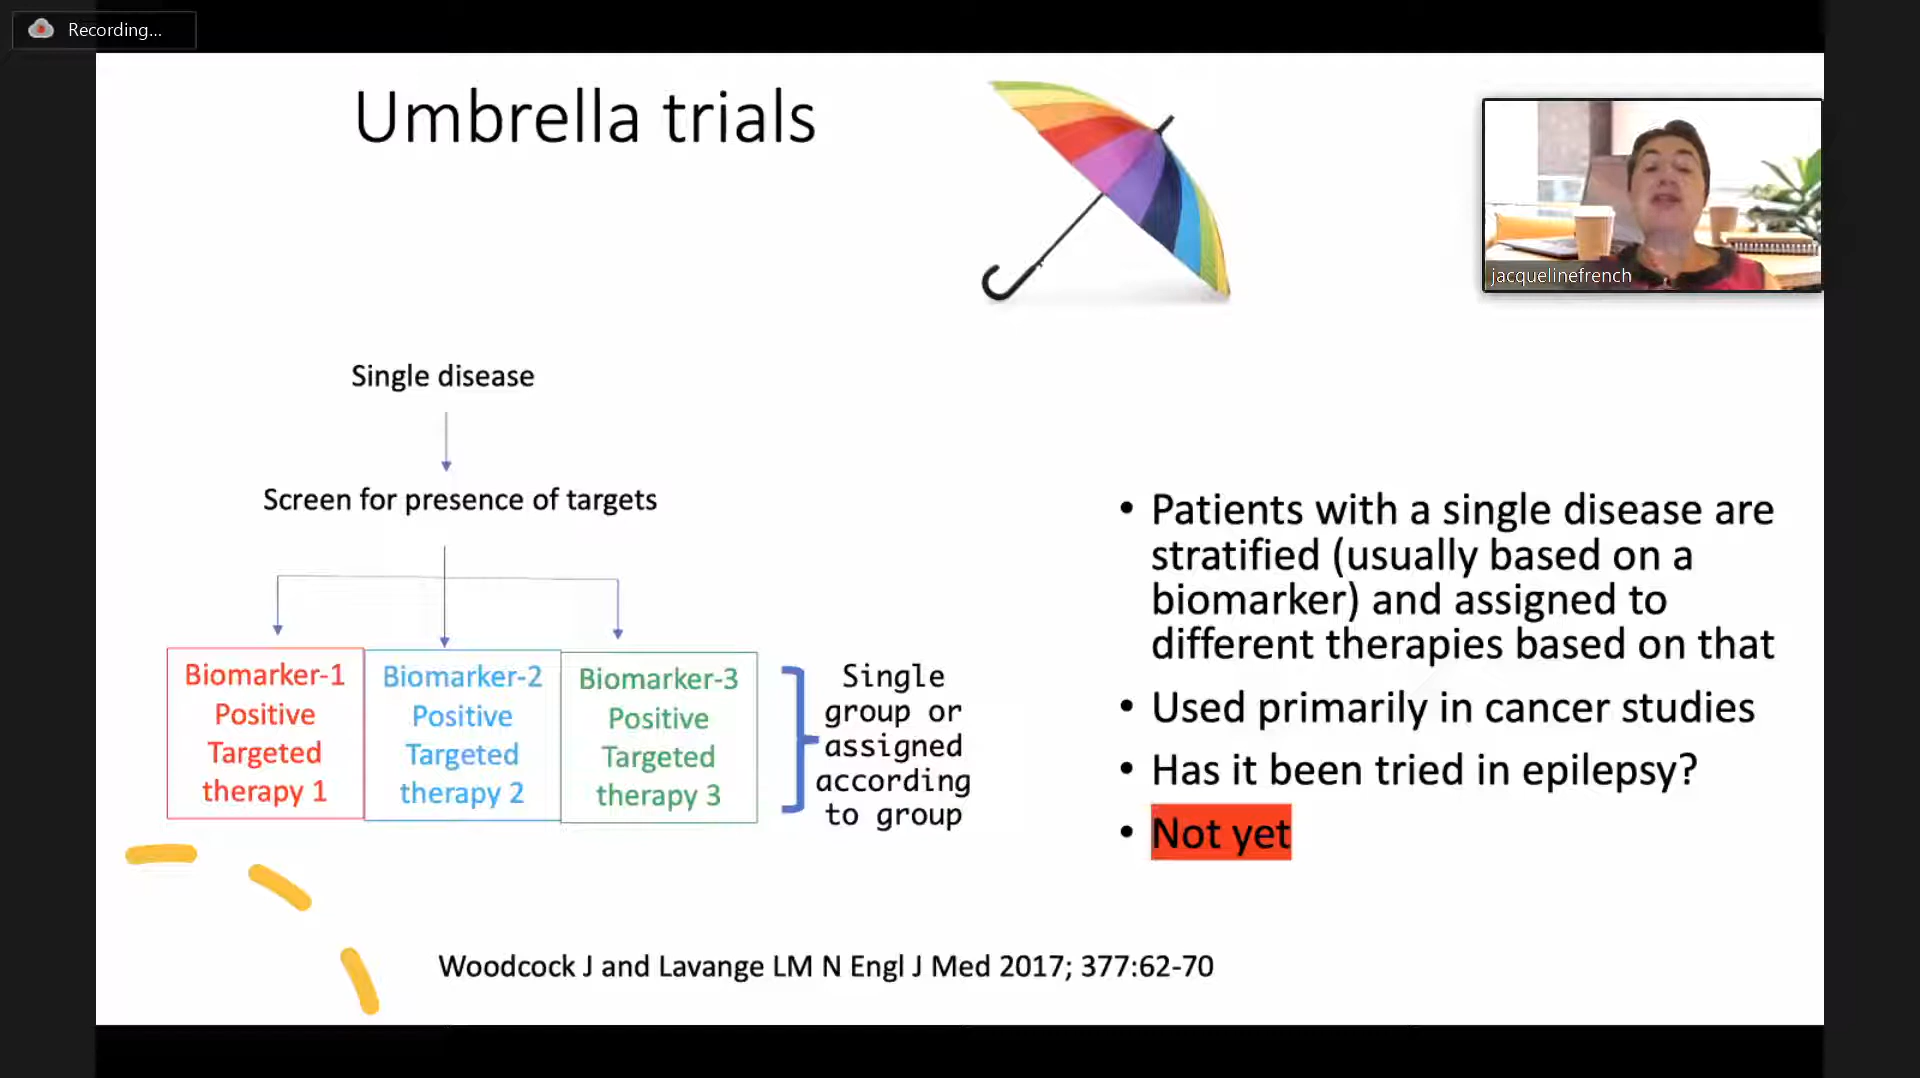 Recording...
Umbrella trials
jacquelinefrench
Single disease
Screen for presence of targets
Biomarker-1
Positive
Targeted
therapy 1
Biomarker-2
Positive
Targeted
therapy 2
Biomarker-3
Positive
Targeted
therapy 3
Single
group or
assigned
according
to group
• Patients with a single disease are
stratified (usually based on a
biomarker) and assigned to
different therapies based on that
• Used primarily in cancer studies
• Has it been tried in epilepsy?
• Not yet
Woodcock J and Lavange LM N Engl J Med 2017; 377:62-70